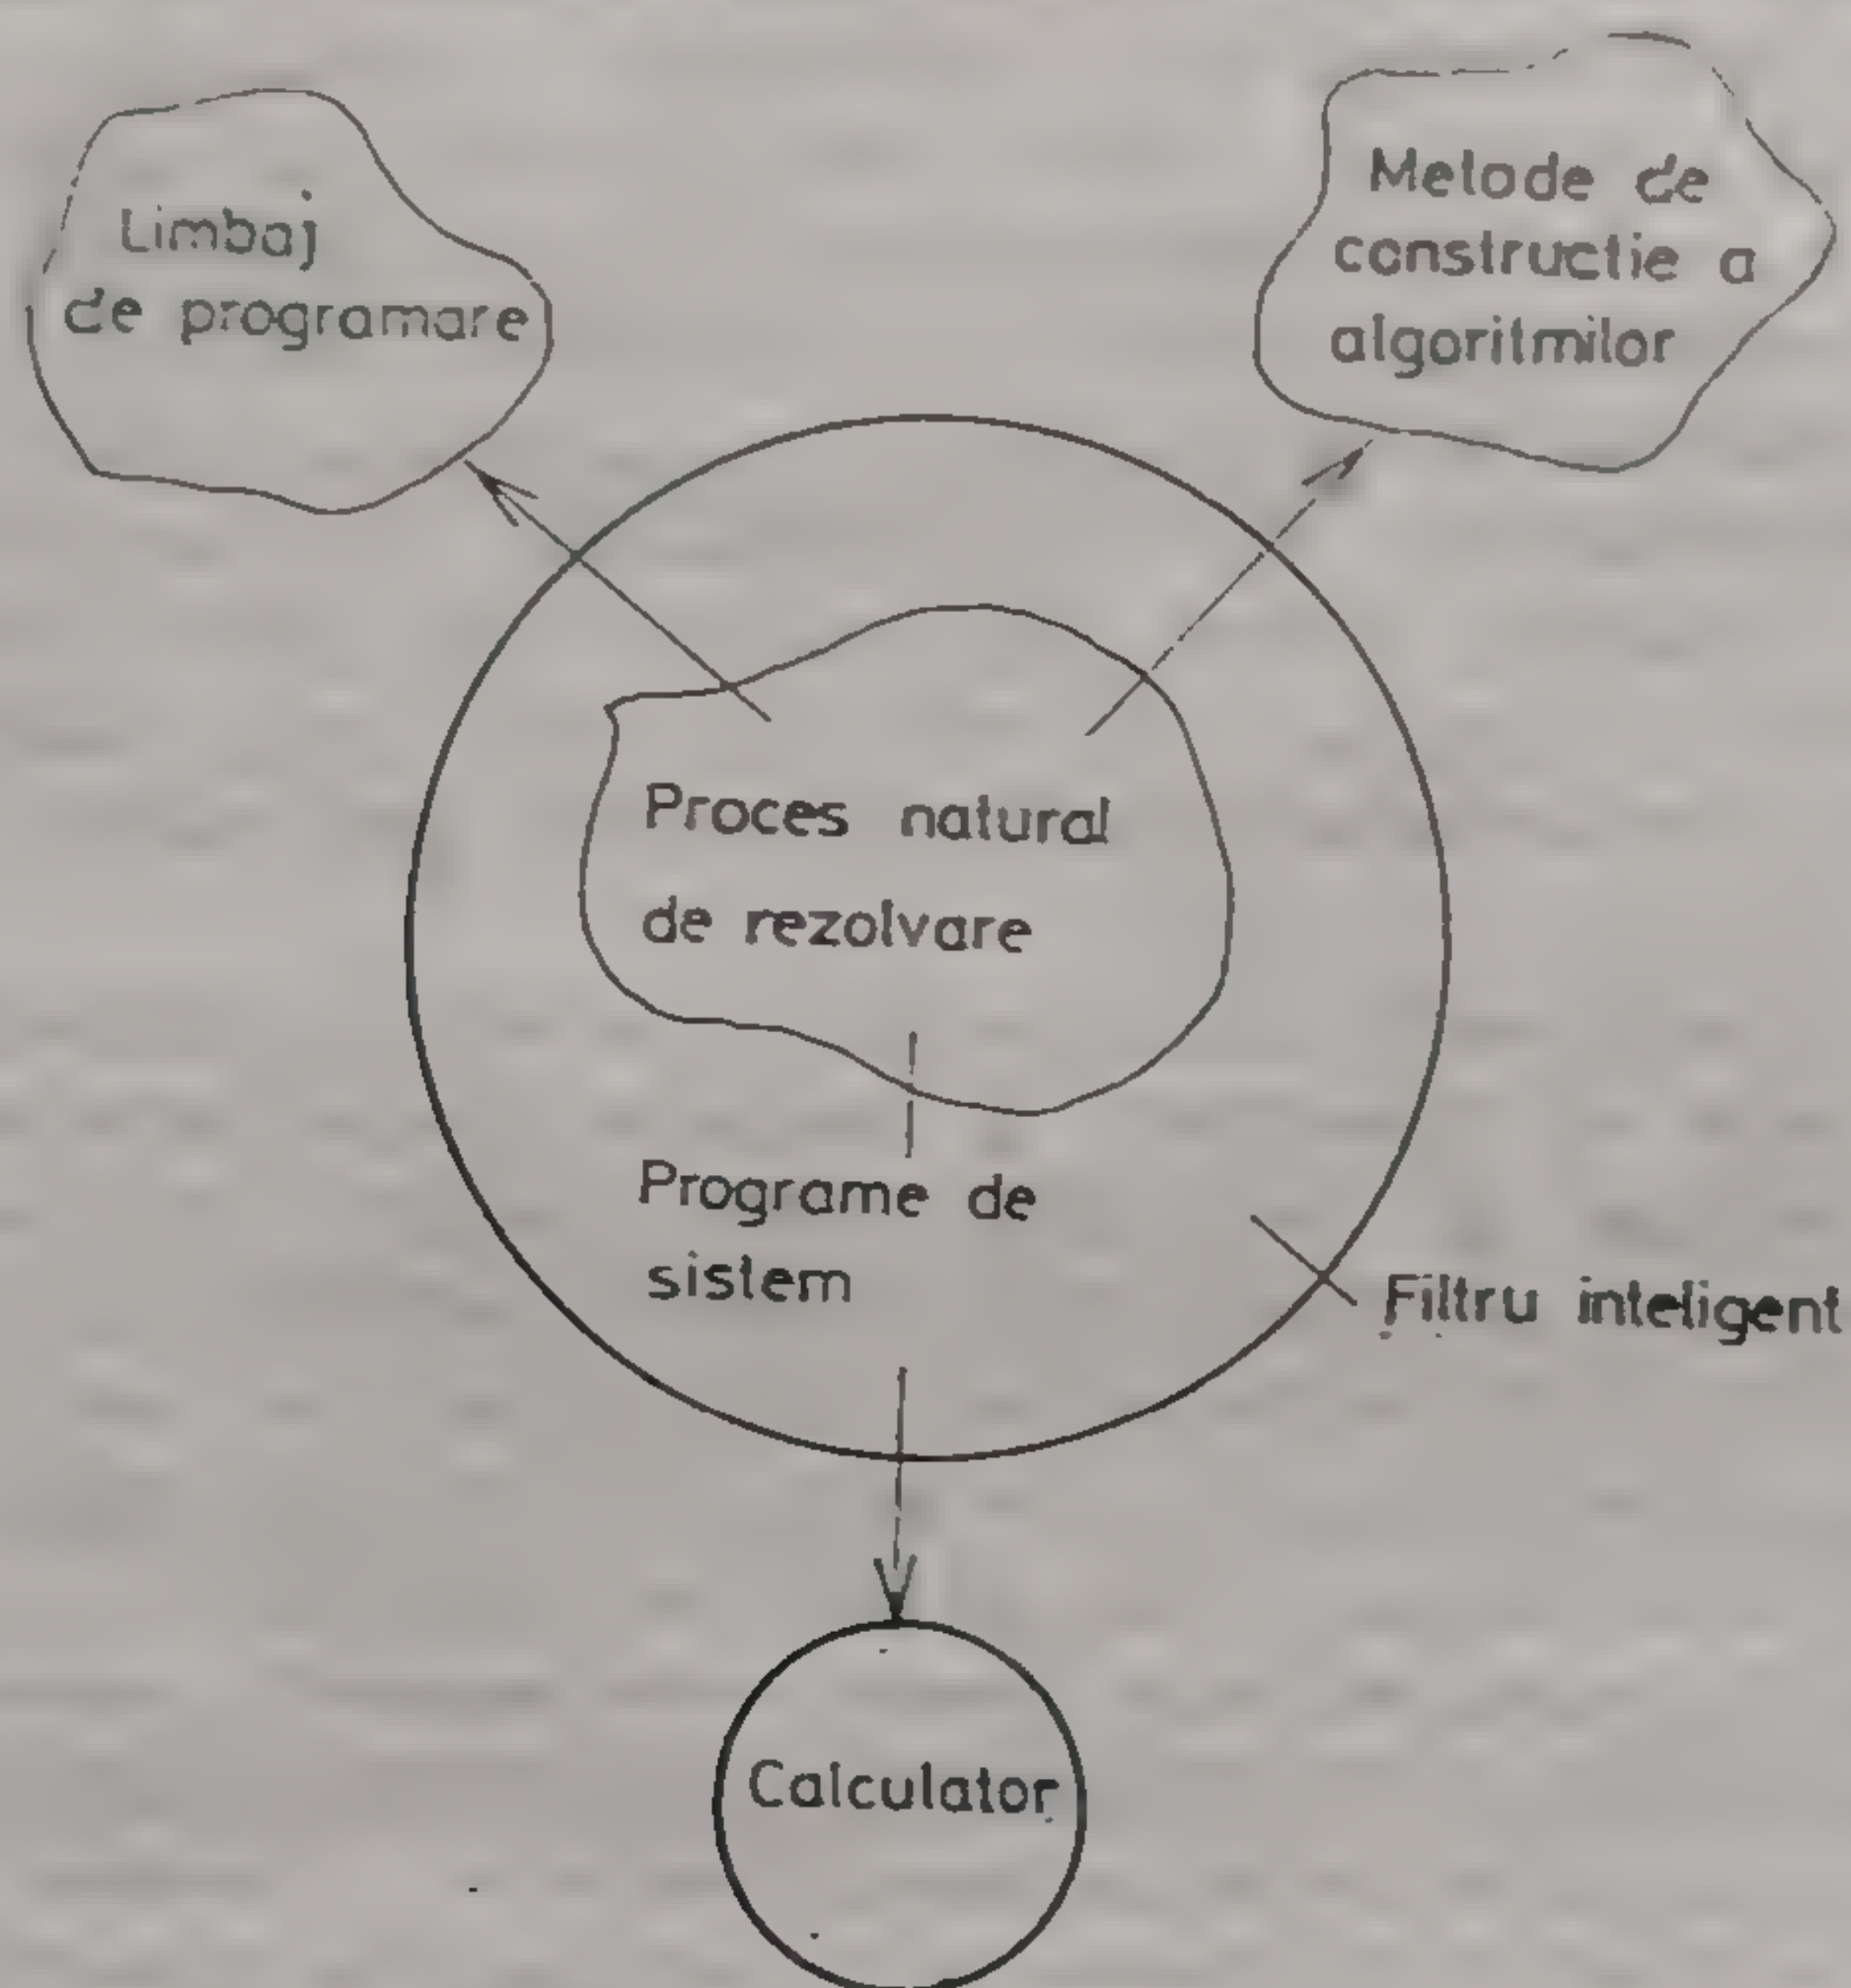 Limbaj
de programare
Metode de
constructie a
algoritmilor
Proces natural
de rezolvare
Programe de
sistem
Filtru inteligent
Calculator